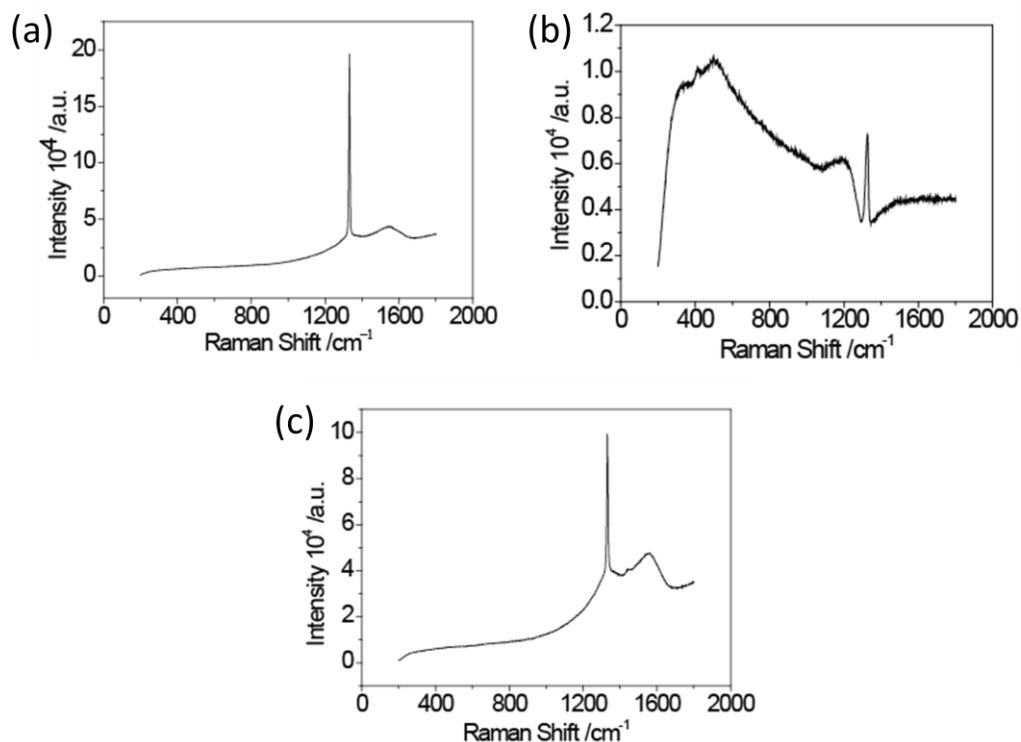 (a)
Intensity 10⁴ /a.u.
20
15
10
5
0
0 400 800 1200 1600 2000
Raman Shift /cm⁻¹
(b)
Intensity 10⁴ /a.u.
1.2
1.0
0.8
0.6
0.4
0.2
0.0
0 400 800 1200 1600 2000
Raman Shift /cm⁻¹
(c)
Intensity 10⁴ /a.u.
10
8
6
4
2
0
0 400 800 1200 1600 2000
Raman Shift /cm⁻¹